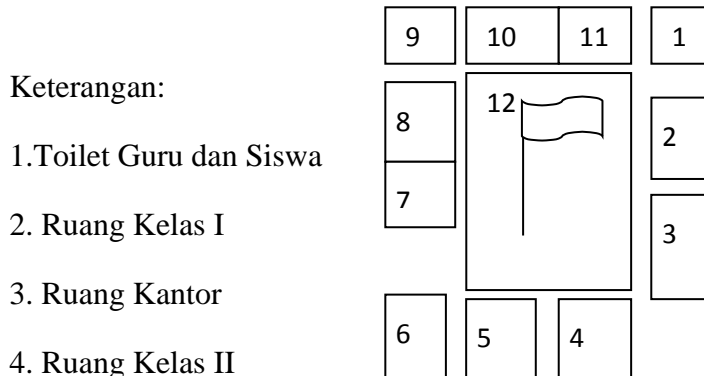 9 10 11 1
Keterangan:
8 12 2
1.Toilet Guru dan Siswa
7
2. Ruang Kelas I
3
3. Ruang Kantor
6 5 4
4. Ruang Kelas II